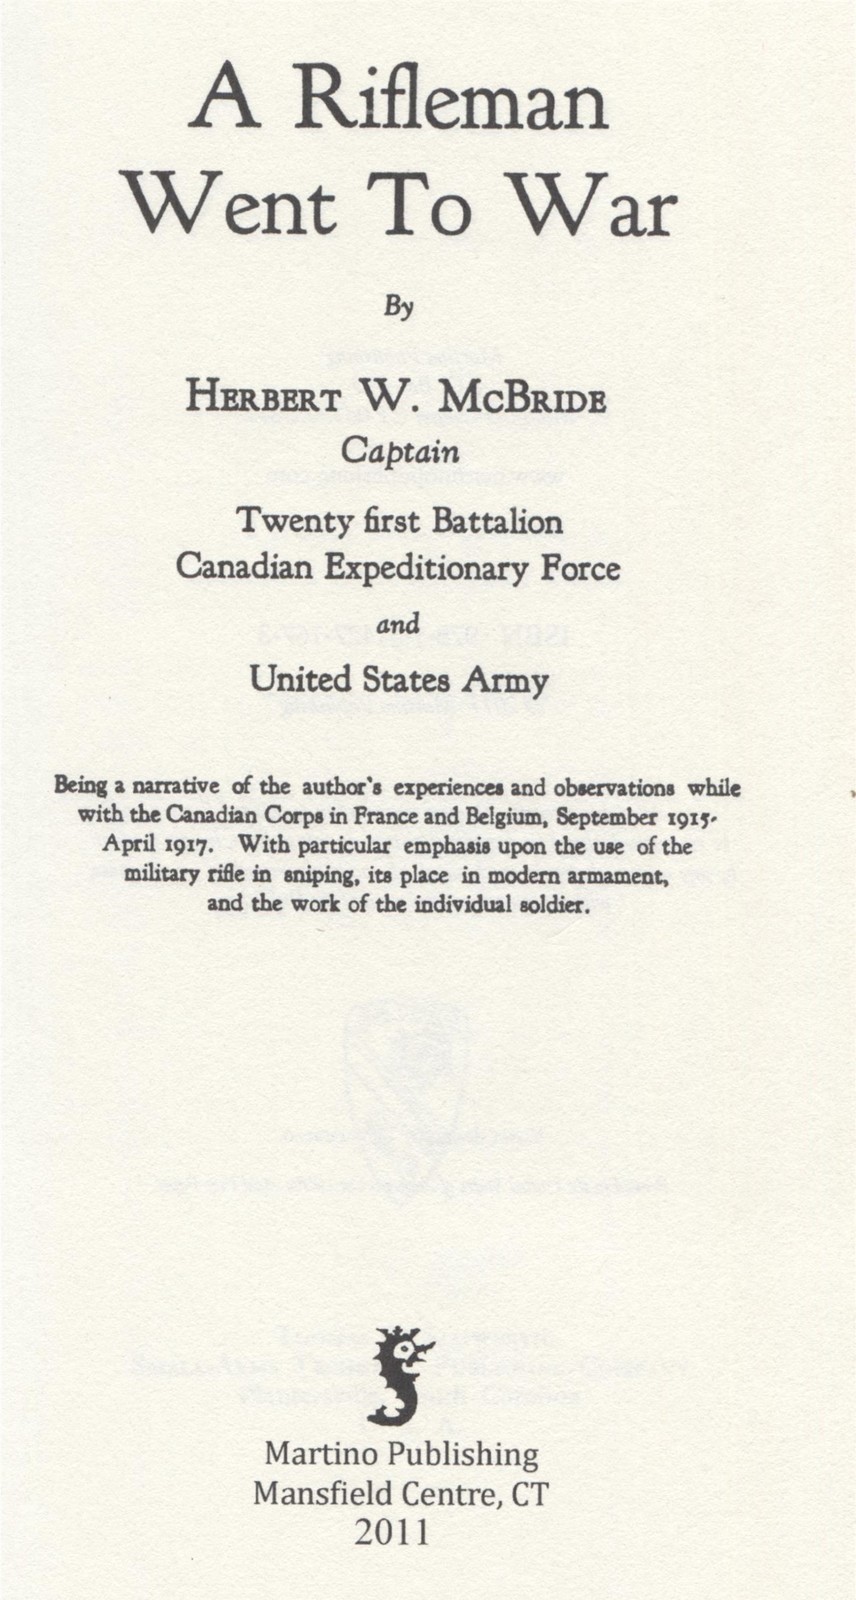 A Rifleman
Went To War
By
HERBERT W. MCBRIDE
Captain
Twenty first Battalion
Canadian Expeditionary Force
and
United States Army
Being a narrative of the author's experiences and observations while
with the Canadian Corps in France and Belgium, September 1915-
April 1917. With particular emphasis upon the use of the
military rifle in sniping, its place in modern armament,
and the work of the individual soldier.
Martino Publishing
Mansfield Centre, CT
2011